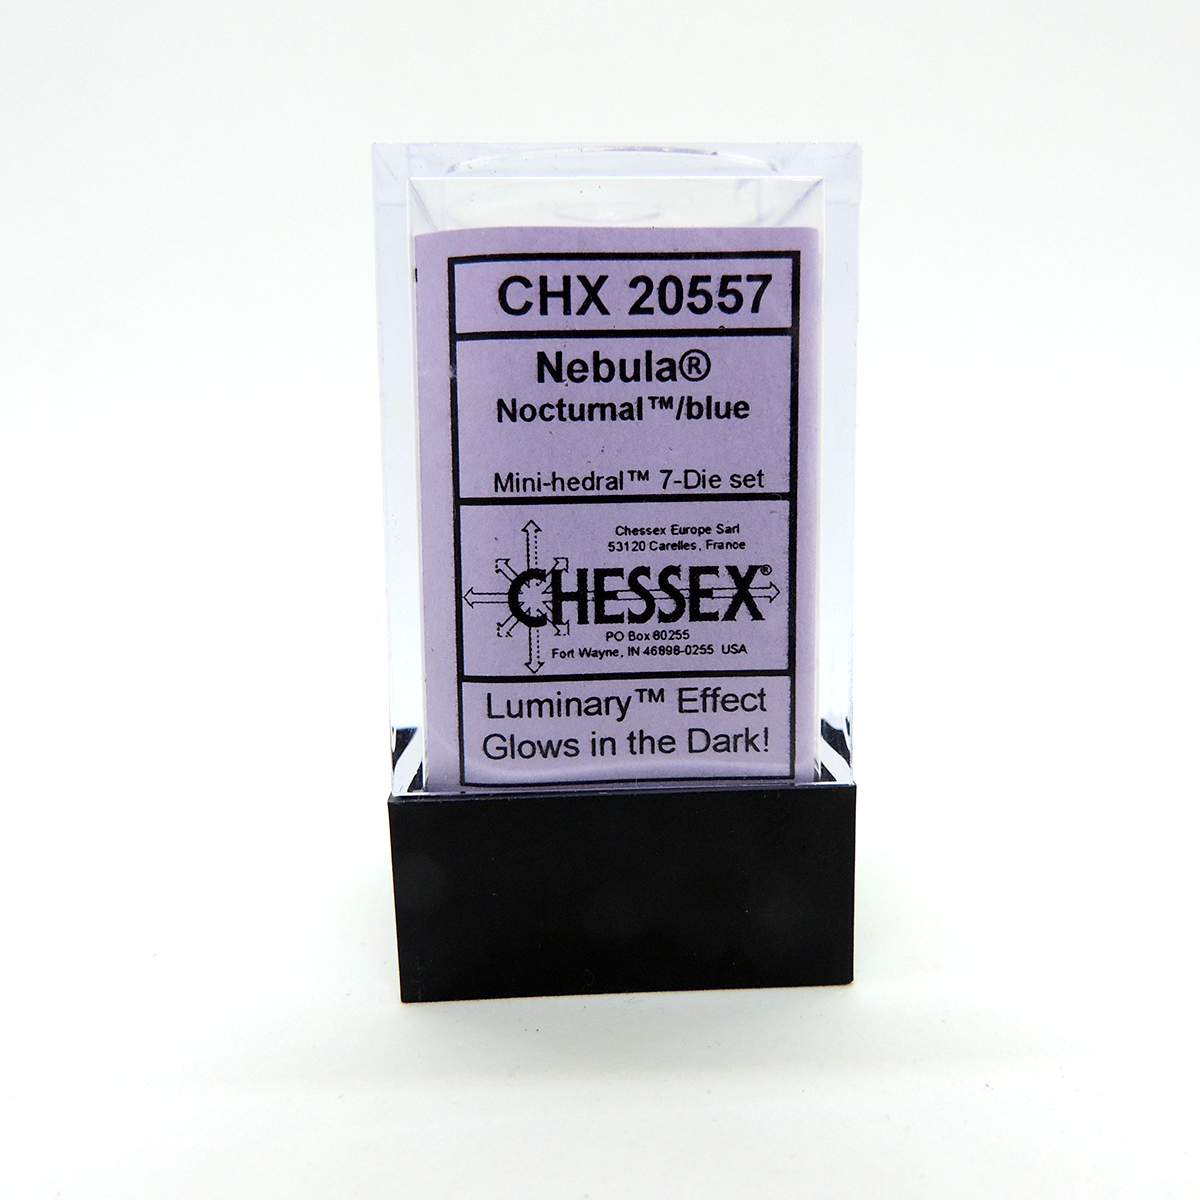 CHX 20557
Nebula®
Nocturnal™/blue
Mini-hedral™ 7-Die set
Chessex Europe Sarl
53120 Carelles, France
CHESSEX®
PO Box 80255
Fort Wayne, IN 46898-0255 USA
Luminary™ Effect
Glows in the Dark!